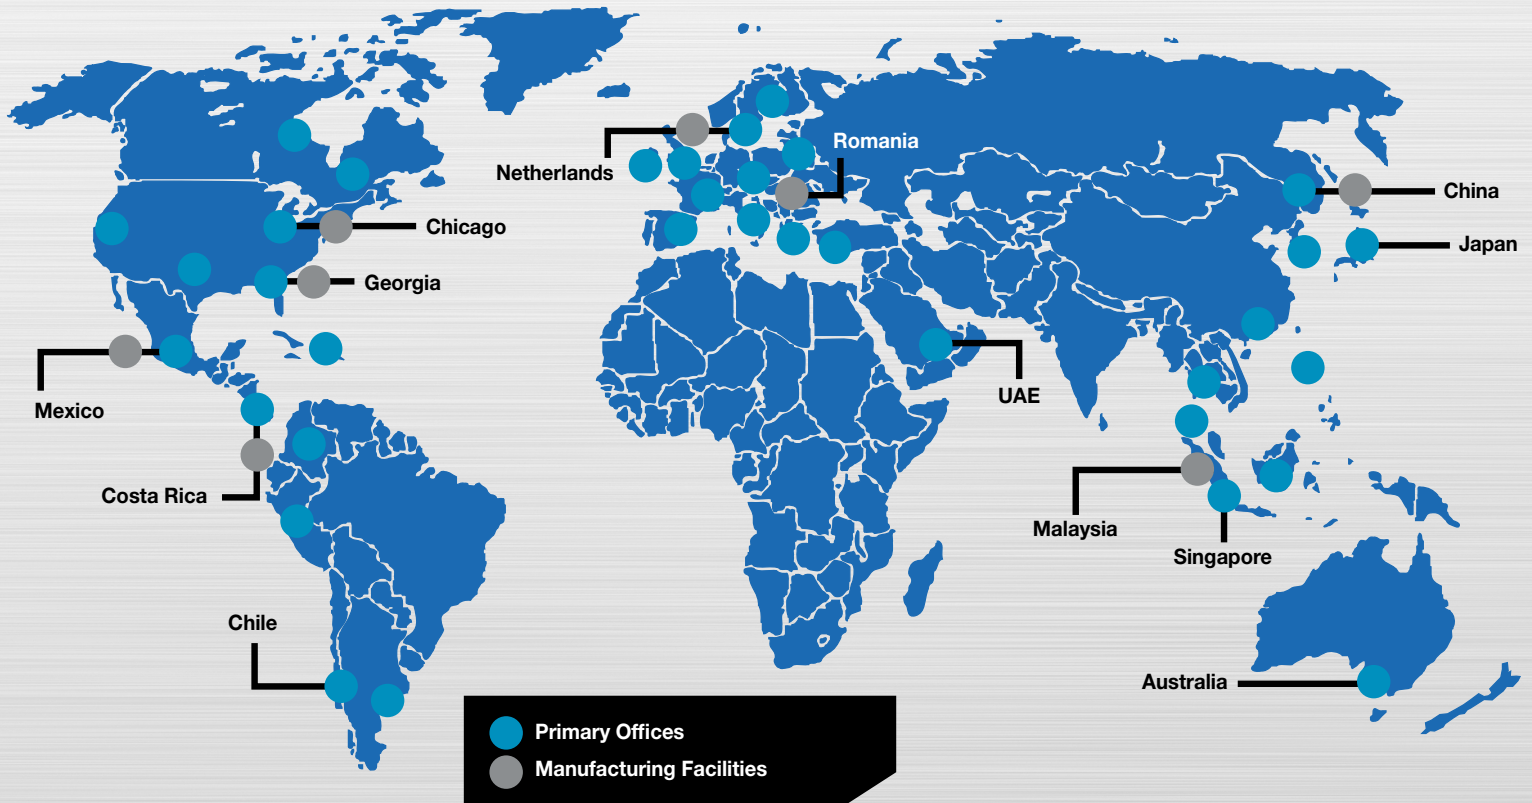 Romania
Netherlands
China
Chicago
Japan
Georgia
UAE
Mexico
Costa Rica
Malaysia
Singapore
Chile
Australia
Primary Offices
Manufacturing Facilities